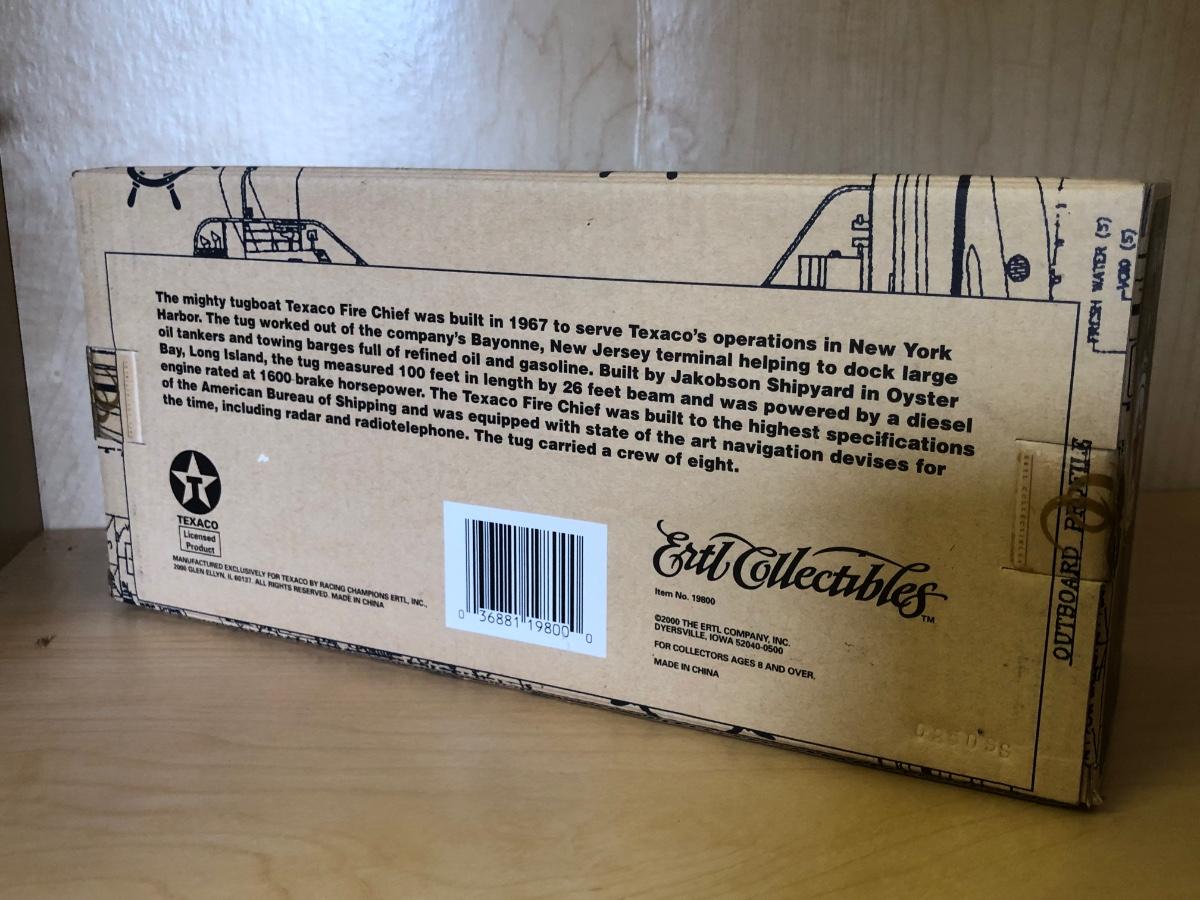 FRESH WATER (S)
VOID (S)
The mighty tugboat Texaco Fire Chief was built in 1967 to serve Texaco's operations in New York
Harbor. The tug worked out of the company's Bayonne, New Jersey terminal helping to dock large
oil tankers and towing barges full of refined oil and gasoline. Built by Jakobson Shipyard in Oyster
Bay, Long Island, the tug measured 100 feet in length by 26 feet beam and was powered by a diesel
engine rated at 1600 brake horsepower. The Texaco Fire Chief was built to the highest specifications
of the American Bureau of Shipping and was equipped with state of the art navigation devises for
the time, including radar and radiotelephone. The tug carried a crew of eight.
T
TEXACO
Licensed
Product
MANUFACTURED EXCLUSIVELY FOR TEXACO BY RACING CHAMPIONS ERTL, INC.,
2000 GLEN ELLYN, IL 60137. ALL RIGHTS RESERVED. MADE IN CHINA
0 36881 19800 0
Ertl Collectibles™
Item No. 19800
©2000 THE ERTL COMPANY, INC.
DYERSVILLE, IOWA 52040-0500
FOR COLLECTORS AGES 8 AND OVER.
MADE IN CHINA
ERTL COLLECTIBLES
OUTBOARD PROFILE